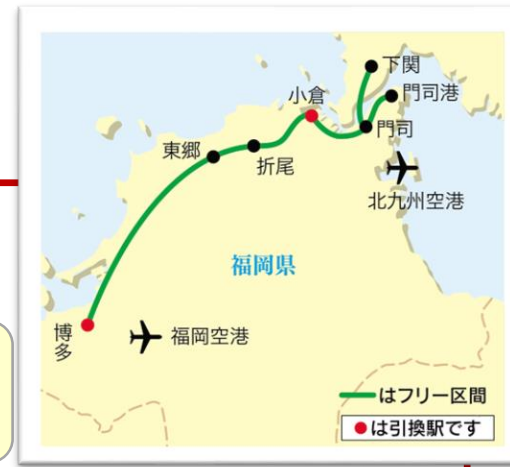 下関
門司港
小倉
門司
東郷
折尾
北九州空港
福岡県
博多
福岡空港
はフリー区間
は引換駅です